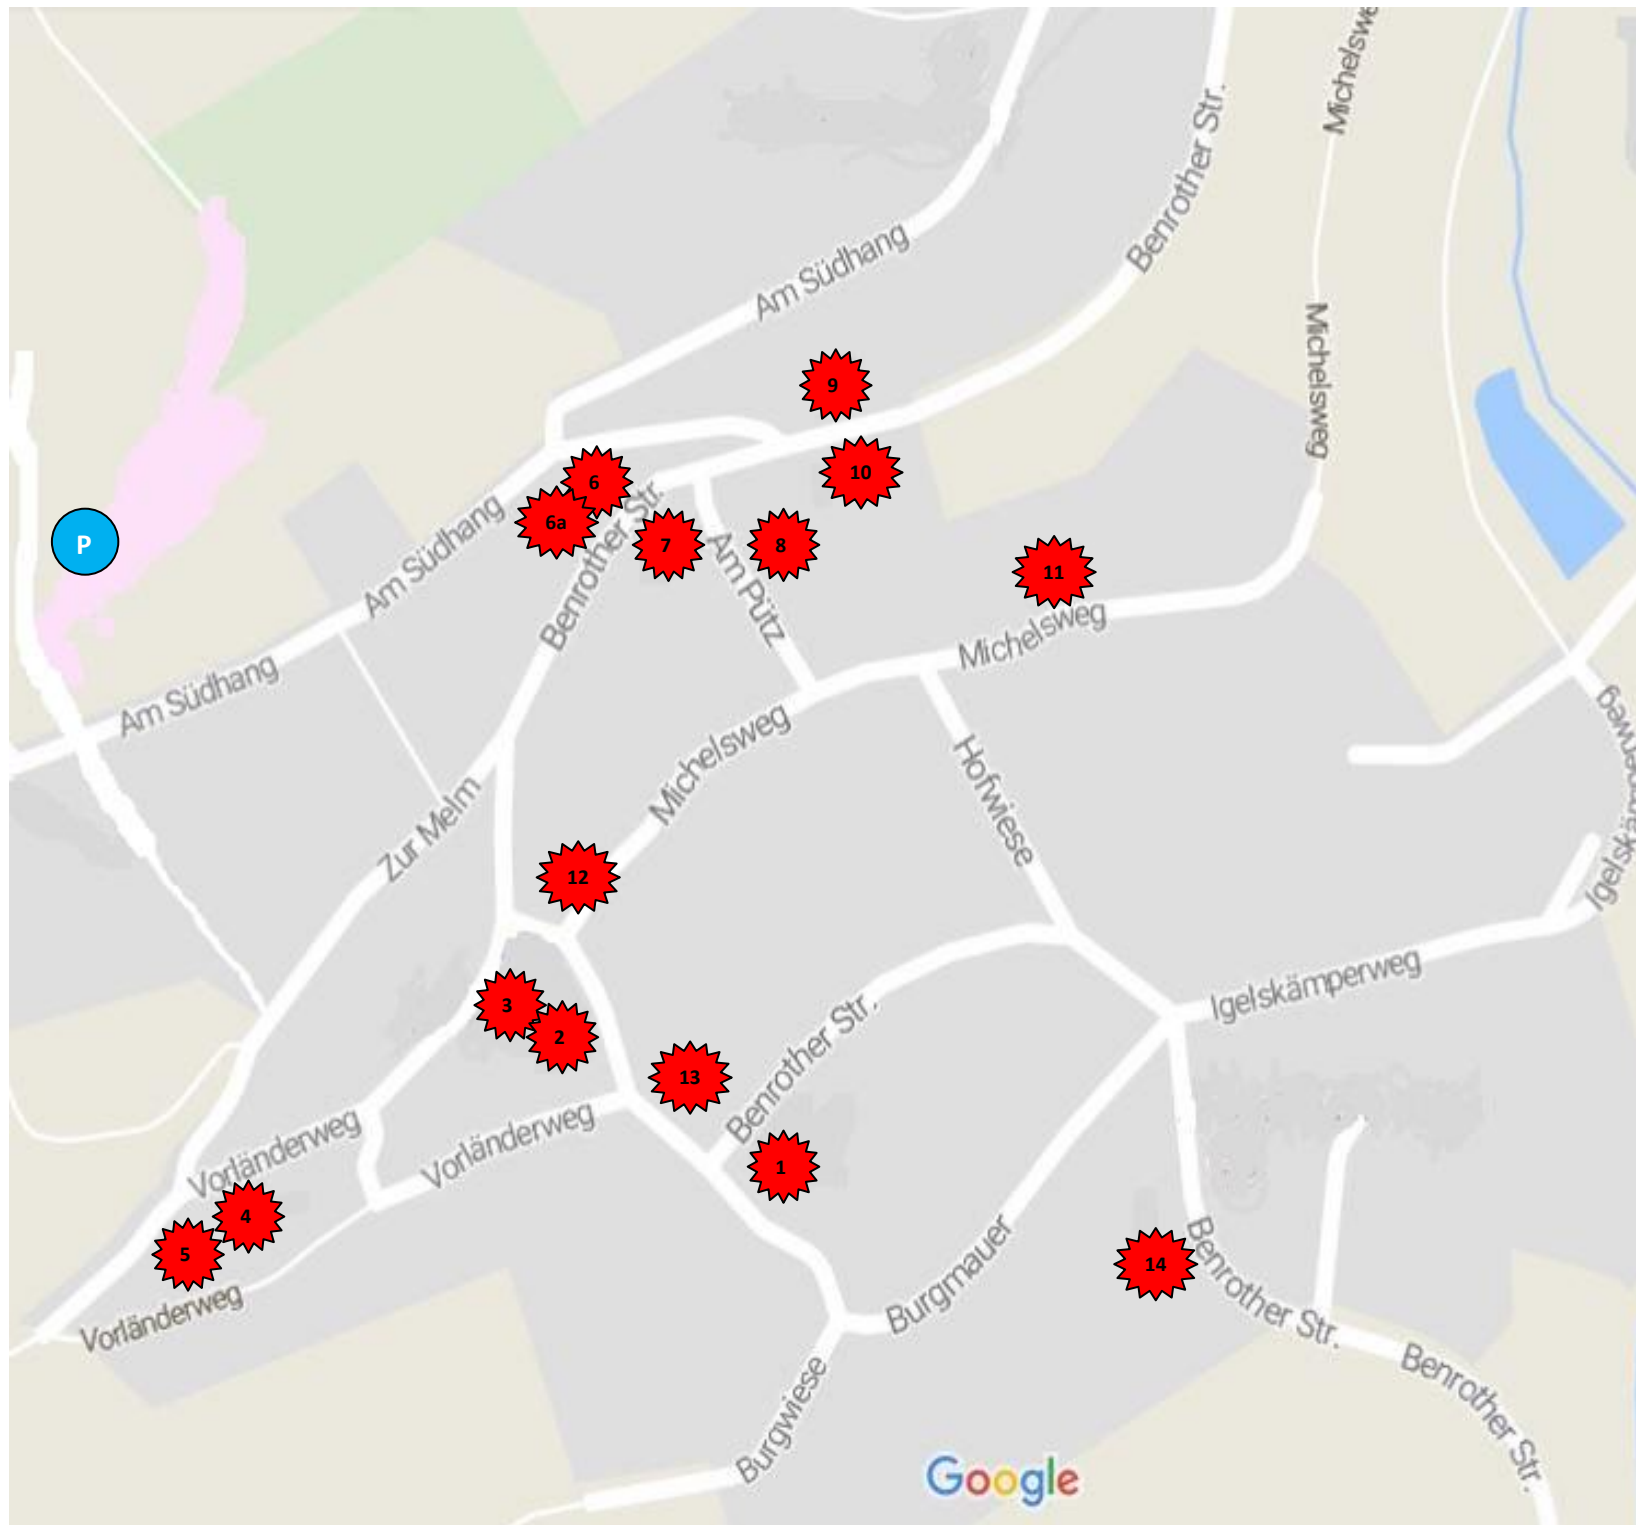 Michelswe
Benrother Str.
Am Südhang
Michelsweg
9
10
6
6a
Benrother Str.
7
8
Am Pütz
11
P
Am Südhang
Michelsweg
Am Südhang
Michelsweg
Hofwiese
Zur Melm
12
Igelskämperweg
Igelskämperweg
3
2
13
Benrother Str.
1
Vorländerweg
Vorländerweg
4
5
Vorländerweg
14
Burgmauer
Benrother Str.
Burgwiese
Benrother Str.
Google